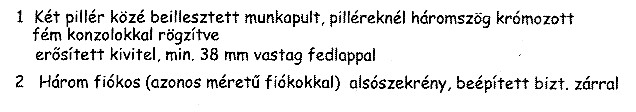 1 Két pillér közé beillesztett munkapult, pilléreknél háromszög krómozott
fém konzolokkal rögzítve
erősített kivitel, min. 38 mm vastag fedlappal
2 Három fiókos (azonos méretű fiókokkal) alsószekrény, beépített bizt. zárral